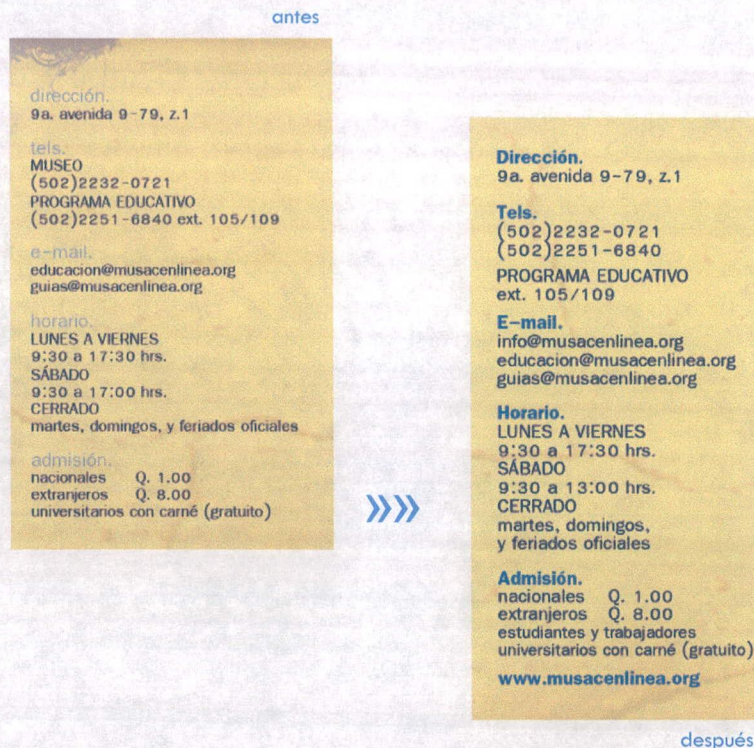 antes
dirección.
9a. avenida 9-79, z.1
tels.
MUSEO
(502)2232-0721
PROGRAMA EDUCATIVO
(502)2251-6840 ext. 105/109
e-mail.
educacion@musacenlinea.org
guias@musacenlinea.org
horario.
LUNES A VIERNES
9:30 a 17:30 hrs.
SÁBADO
9:30 a 17:00 hrs.
CERRADO
martes, domingos, y feriados oficiales
admisión.
nacionales Q. 1.00
extranjeros Q. 8.00
universitarios con carné (gratuito)
»»
Dirección.
9a. avenida 9-79, z.1
Tels.
(502)2232-0721
(502)2251-6840
PROGRAMA EDUCATIVO
ext. 105/109
E-mail.
info@musacenlinea.org
educacion@musacenlinea.org
guias@musacenlinea.org
Horario.
LUNES A VIERNES
9:30 a 17:30 hrs.
SÁBADO
9:30 a 13:00 hrs.
CERRADO
martes, domingos,
y feriados oficiales
Admisión.
nacionales Q. 1.00
extranjeros Q. 8.00
estudiantes y trabajadores
universitarios con carné (gratuito)
www.musacenlinea.org
después